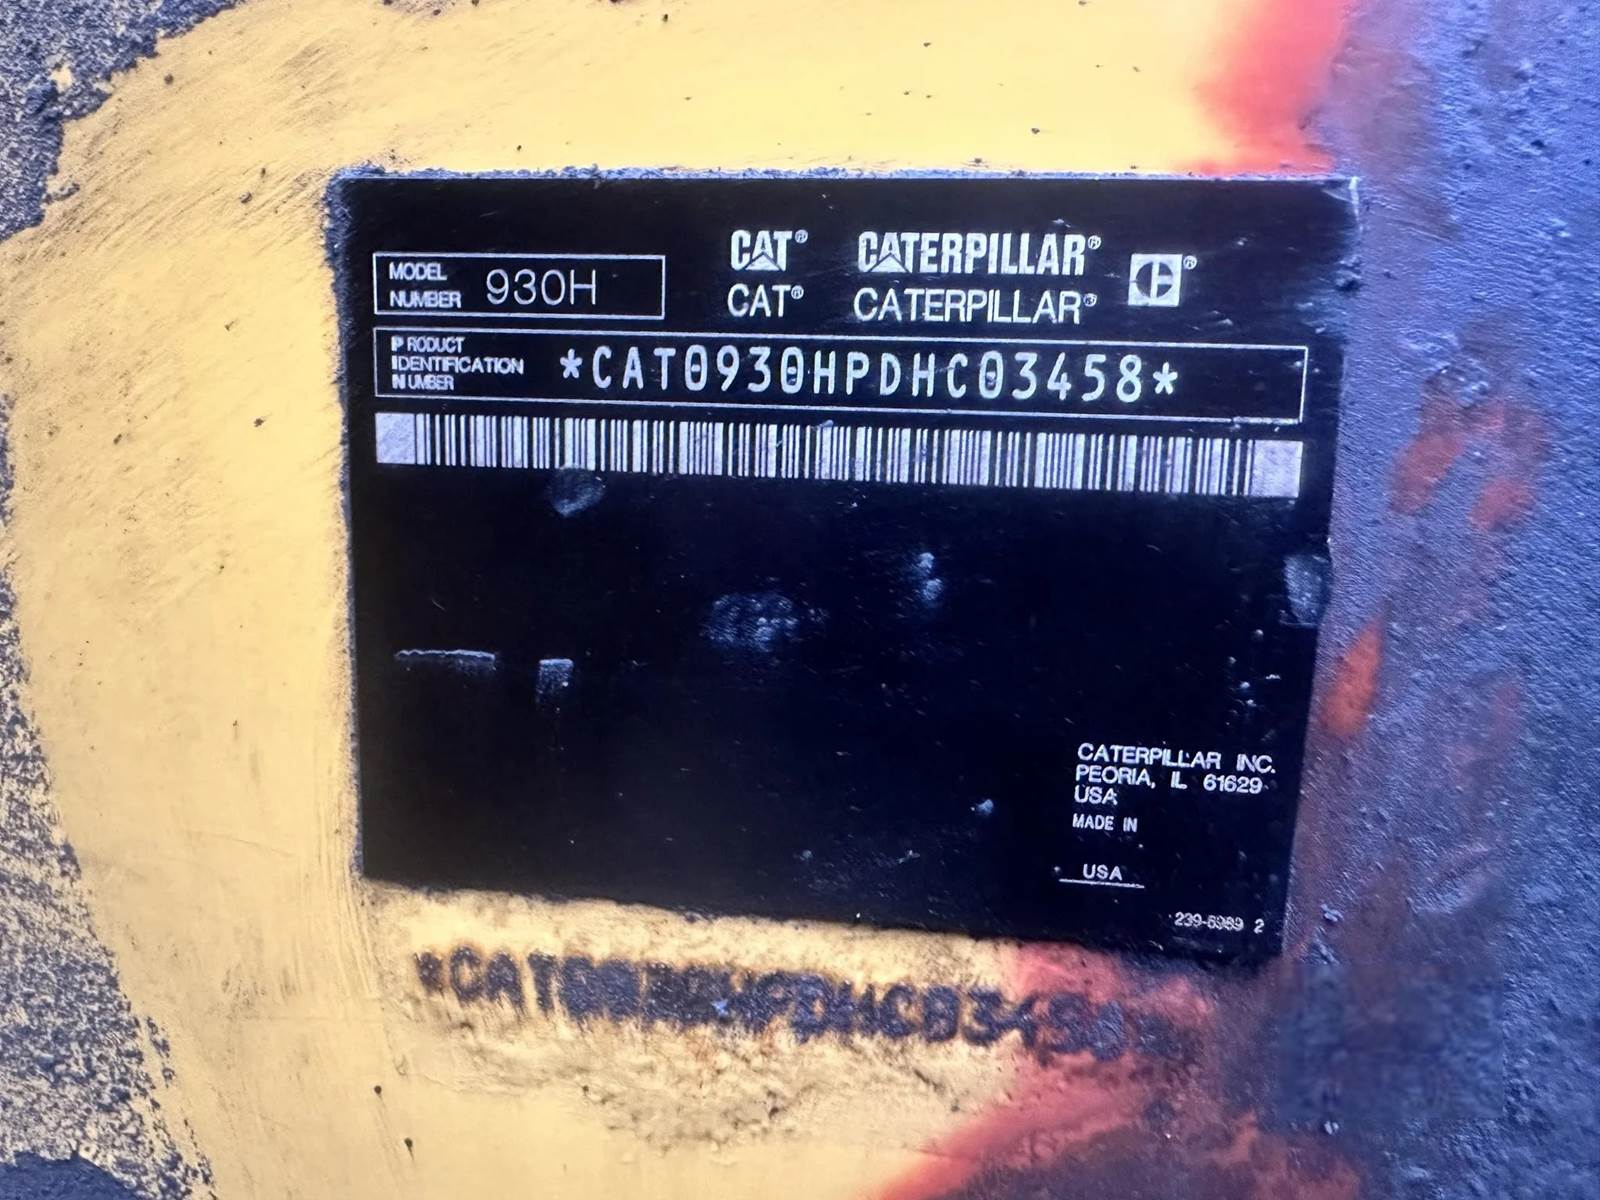 MODEL NUMBER 930H
CAT® CATERPILLAR®
CAT® CATERPILLAR®
PRODUCT IDENTIFICATION NUMBER *CAT0930HPDHC03458*
CATERPILLAR INC.
PEORIA, IL 61629
USA
MADE IN
USA
239-6989 2
*CAT0930HPDHC03458*